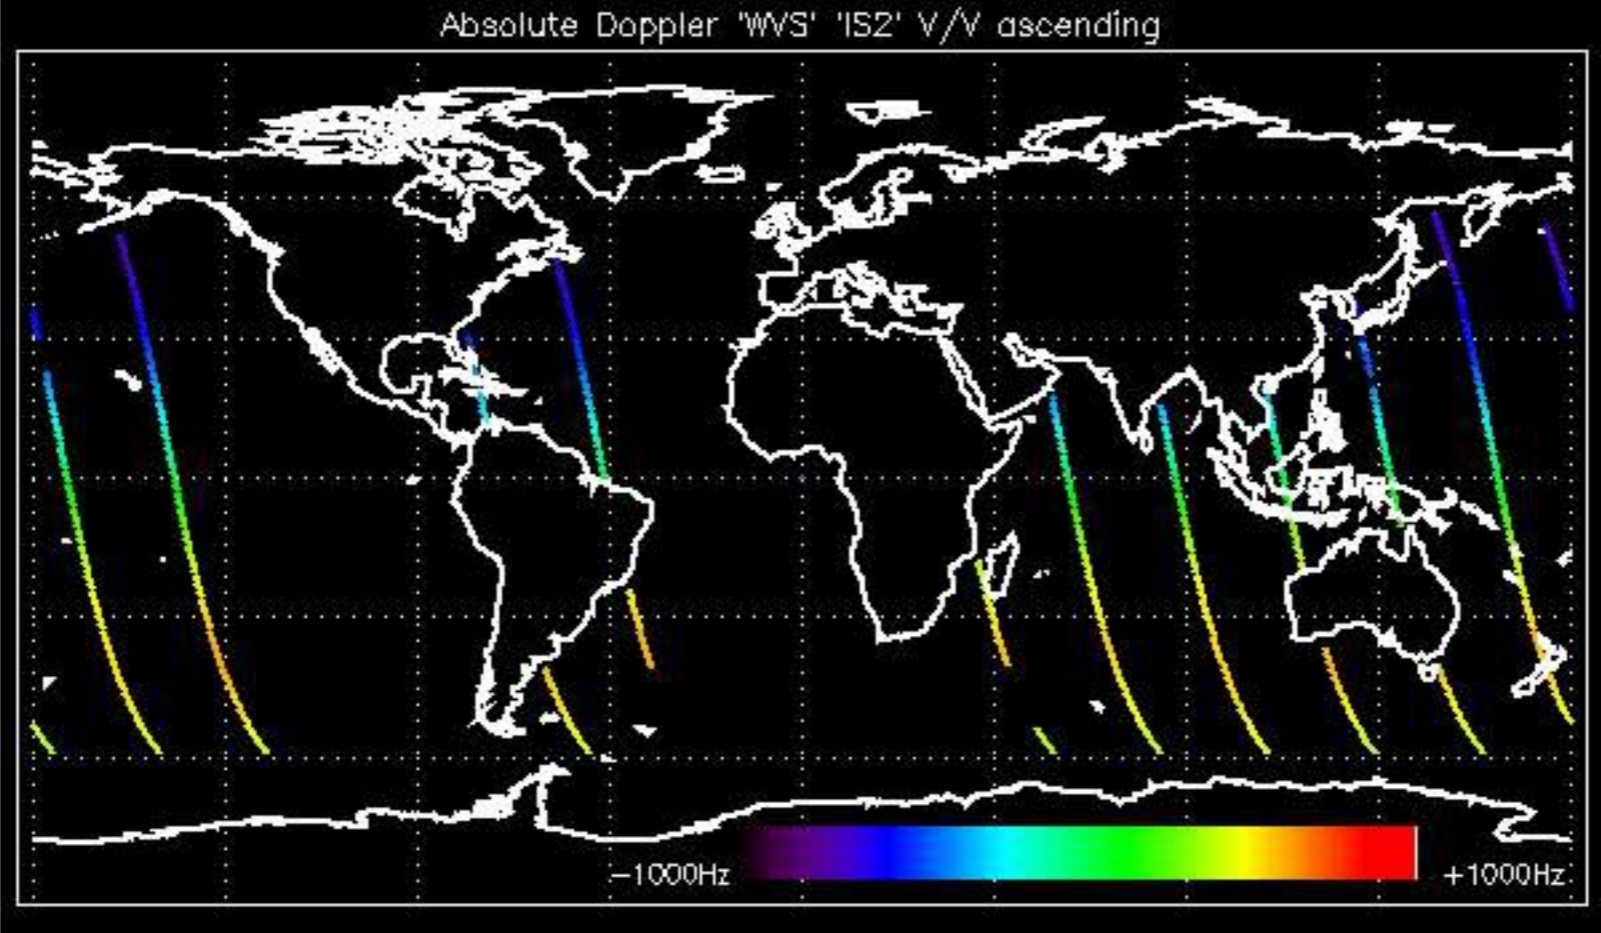 Absolute Doppler 'WVS' 'IS2' V/V ascending
-1000Hz +1000Hz